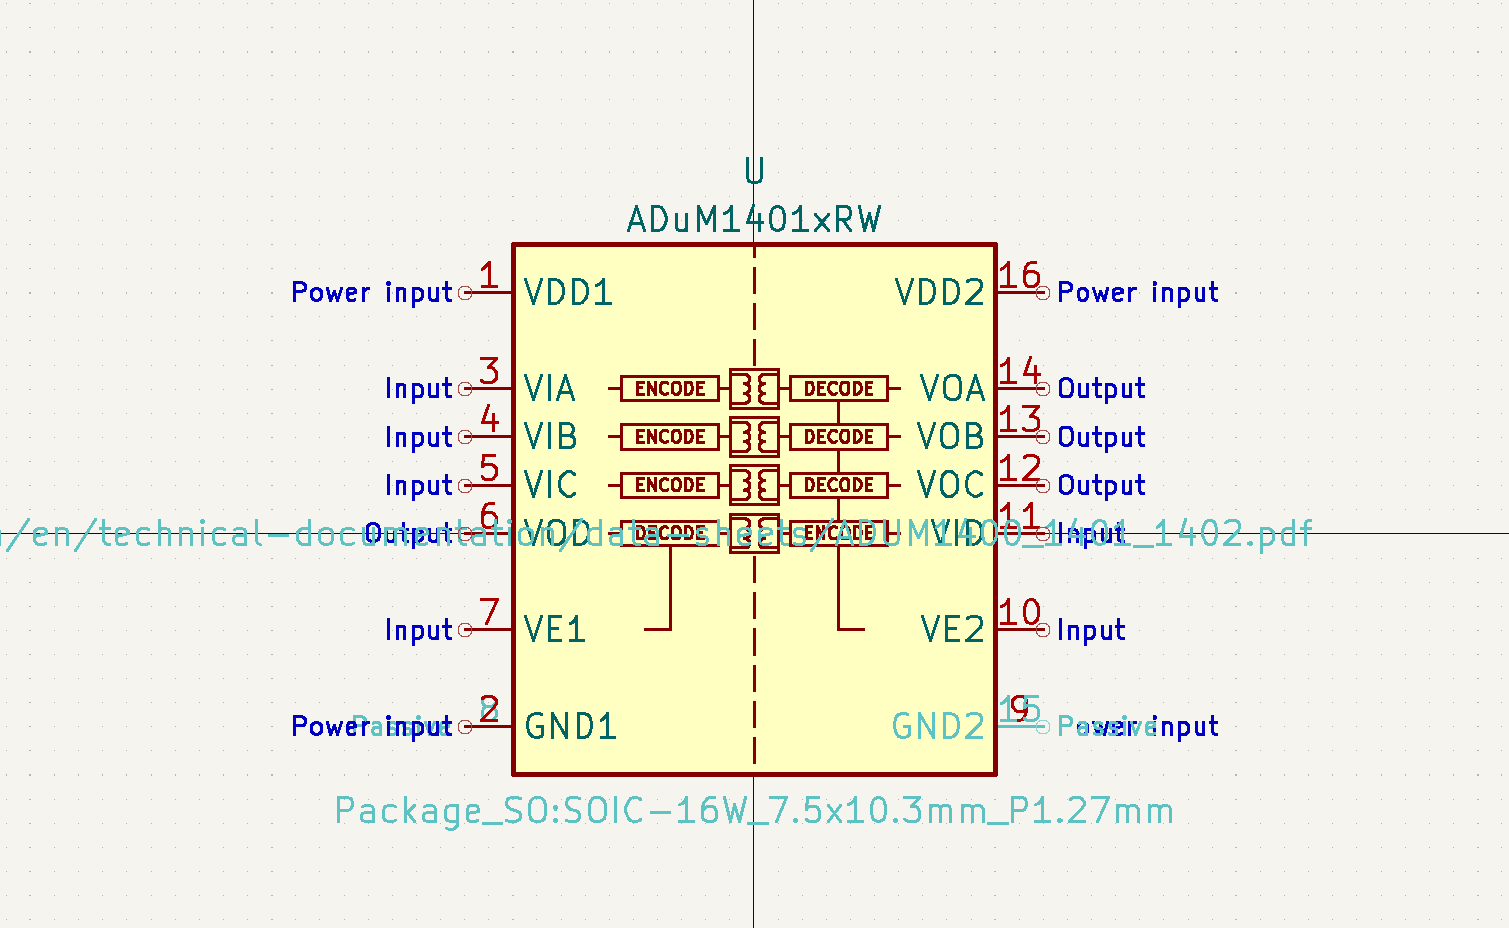 U
ADuM1401xRW
Power input 1 VDD1 VDD2 16 Power input
Input 3 VIA ENCODE DECODE VOA 14 Output
Input 4 VIB ENCODE DECODE VOB 13 Output
Input 5 VIC ENCODE DECODE VOC 12 Output
Output 6 VOD DECODE ENCODE VID 11 Input
/en/technical-documentation/data-sheets/ADUM1400_1401_1402.pdf
Input 7 VE1 VE2 10 Input
Power input 2 GND1 GND2 9 Power input
Passive 8 15 Passive
Package_SO:SOIC-16W_7.5x10.3mm_P1.27mm